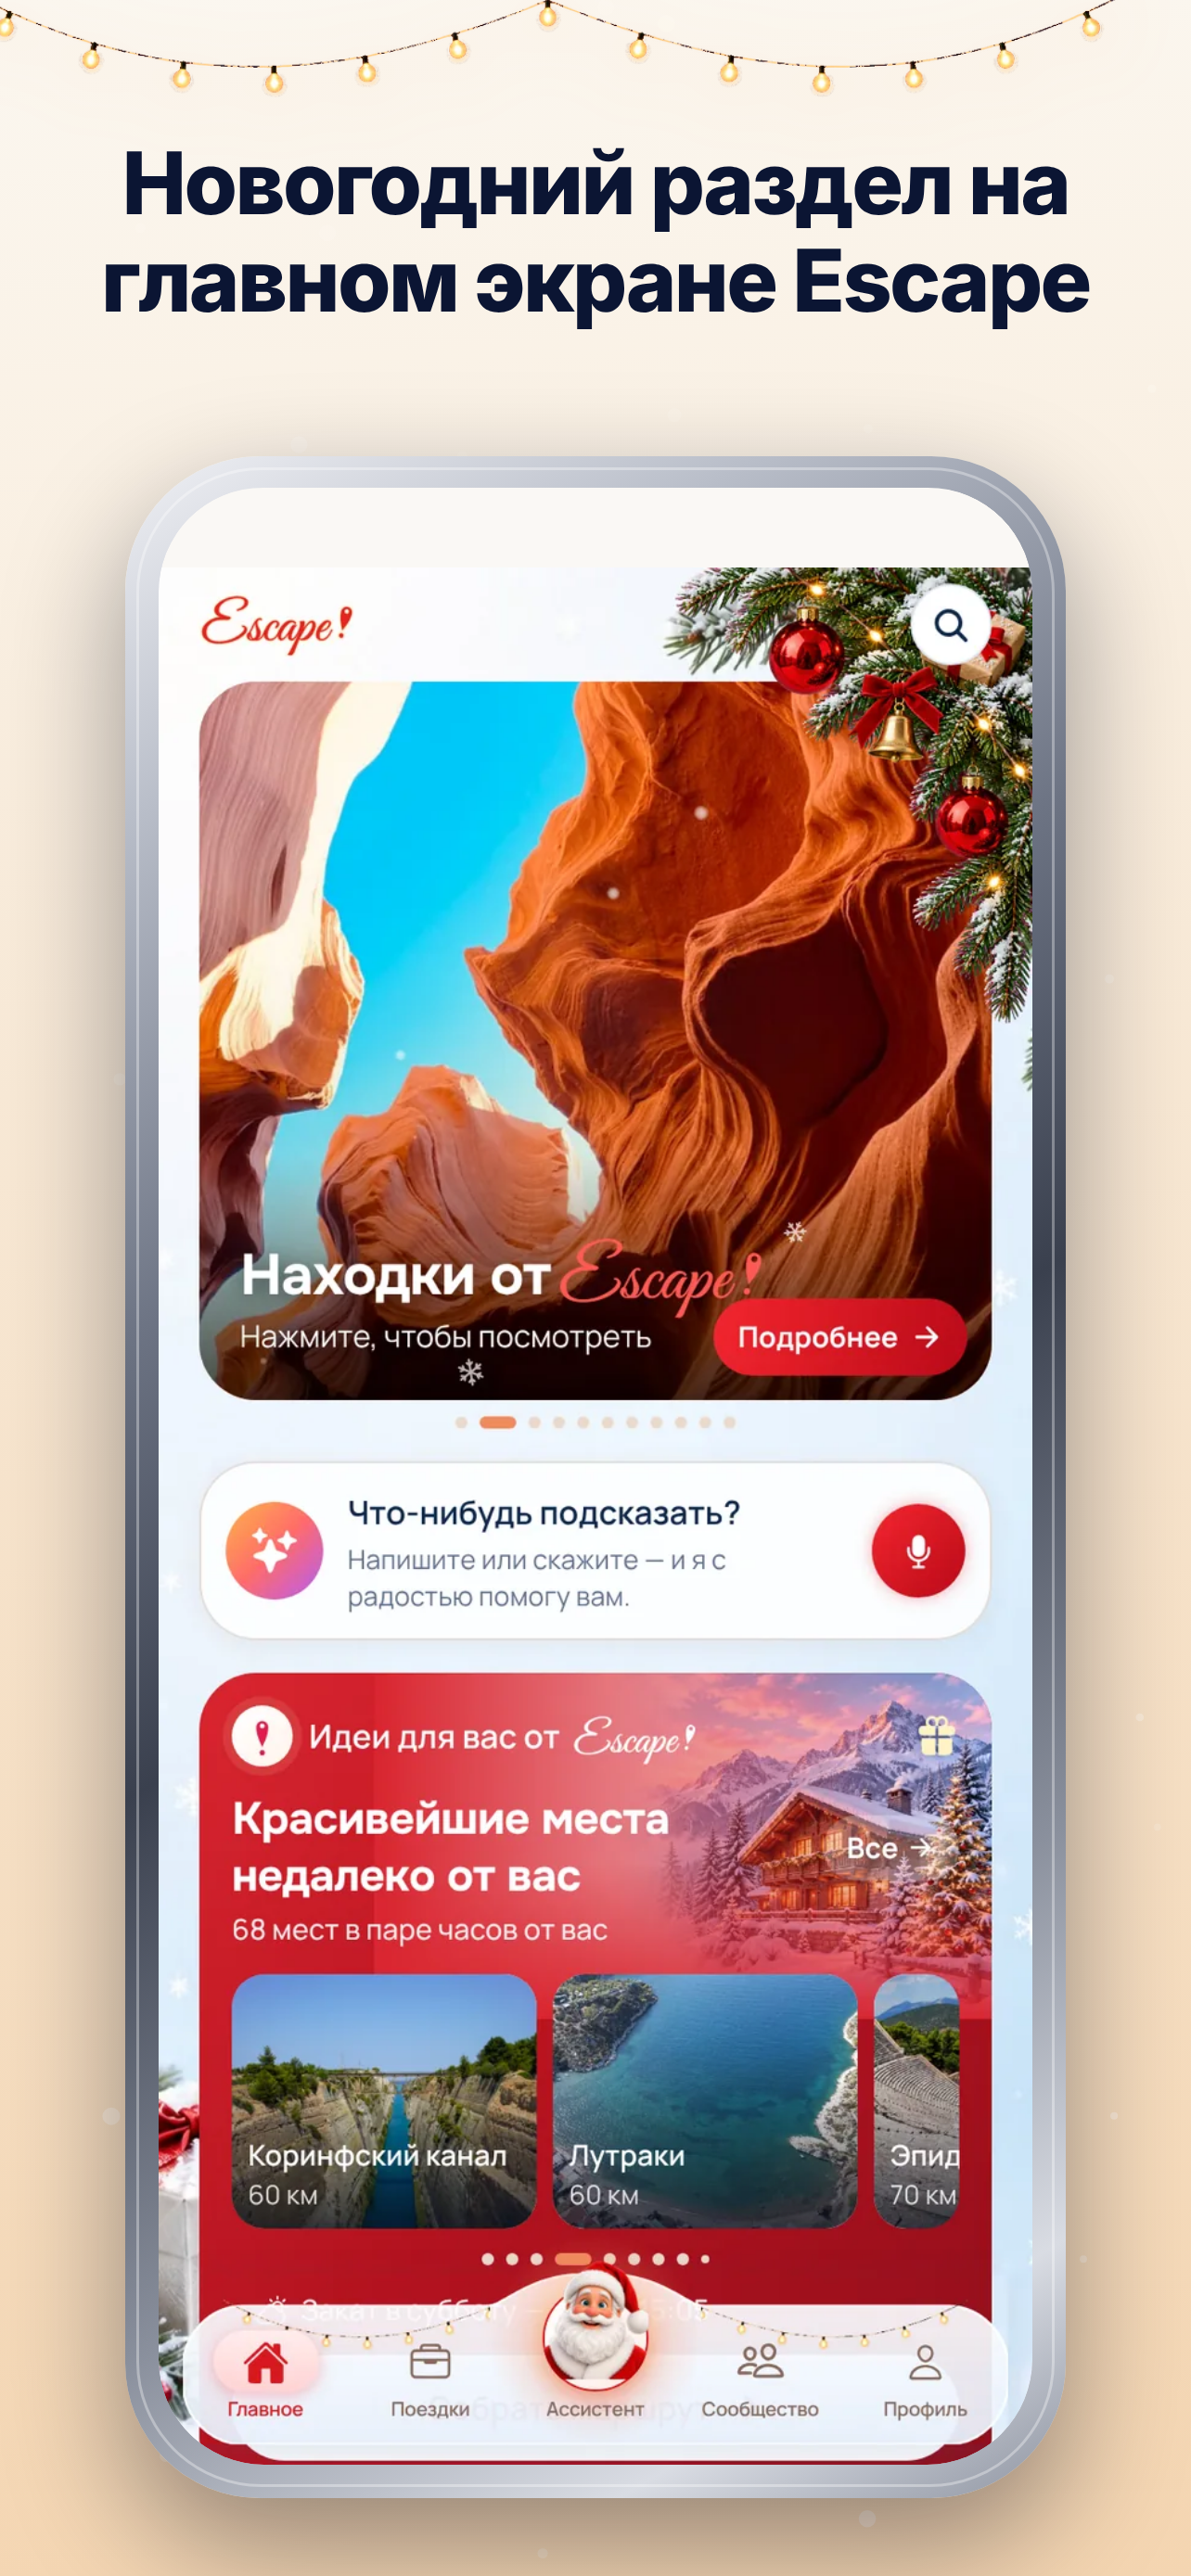 Новогодний раздел на
главном экране Escape
Escape!
Находки от Escape!
Нажмите, чтобы посмотреть
Подробнее →
Что-нибудь подсказать?
Напишите или скажите — и я с
радостью помогу вам.
Идеи для вас от Escape!
Красивейшие места
недалеко от вас
Все →
68 мест в паре часов от вас
Коринфский канал
60 км
Лутраки
60 км
Эпид
70 км
Закат в субботу –
Главное
Поездки
Ассистент
Сообщество
Профиль